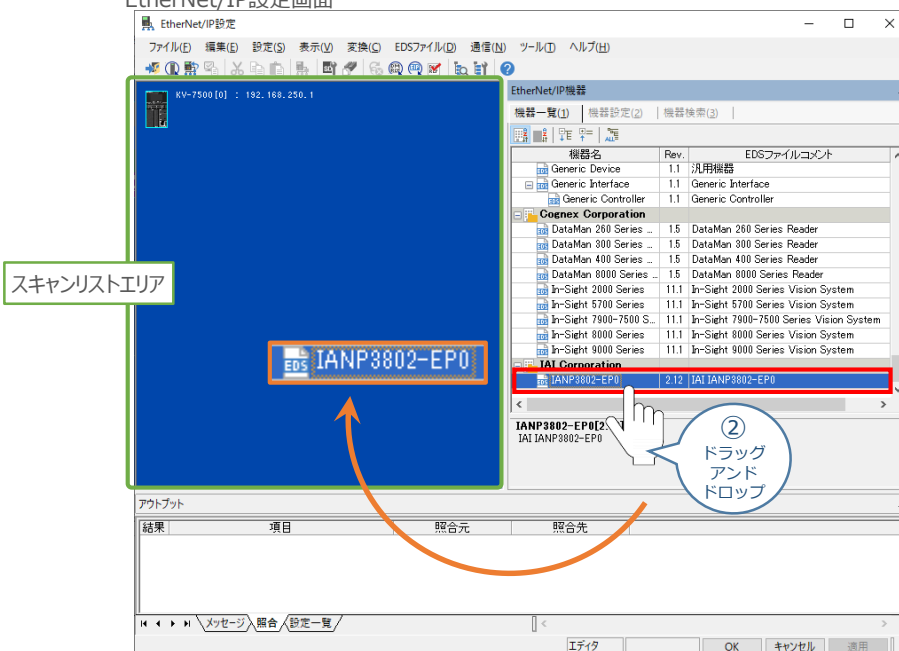 EtherNet/IP設定画面
EtherNet/IP設定
ファイル(F) 編集(E) 設定(S) 表示(V) 変換(C) EDSファイル(D) 通信(N) ツール(T) ヘルプ(H)
KV-7500[0] : 192.168.250.1
EtherNet/IP機器
機器一覧(1) 機器設定(2) 機器検索(3)
機器名 Rev. EDSファイルコメント
Generic Device 1.1 汎用機器
Generic Interface 1.1 Generic Interface
Generic Controller 1.1 Generic Controller
Cognex Corporation
DataMan 260 Series ... 1.5 DataMan 260 Series Reader
DataMan 300 Series ... 1.5 DataMan 300 Series Reader
DataMan 400 Series ... 1.5 DataMan 400 Series Reader
DataMan 8000 Series ... 1.5 DataMan 8000 Series Reader
In-Sight 2000 Series 11.1 In-Sight 2000 Series Vision System
In-Sight 5700 Series 11.1 In-Sight 5700 Series Vision System
In-Sight 7900-7500 S... 11.1 In-Sight 7900-7500 Series Vision System
In-Sight 8000 Series 11.1 In-Sight 8000 Series Vision System
In-Sight 9000 Series 11.1 In-Sight 9000 Series Vision System
IAI Corporation
IANP3802-EP0 2.12 IAI IANP3802-EP0
スキャンリストエリア
EDS IANP3802-EP0
IANP3802-EP0[2.
IAI IANP3802-EP0
②
ドラッグ
アンド
ドロップ
アウトプット
結果 項目 照合元 照合先
メッセージ 照合 設定一覧
エディタ OK キャンセル 適用